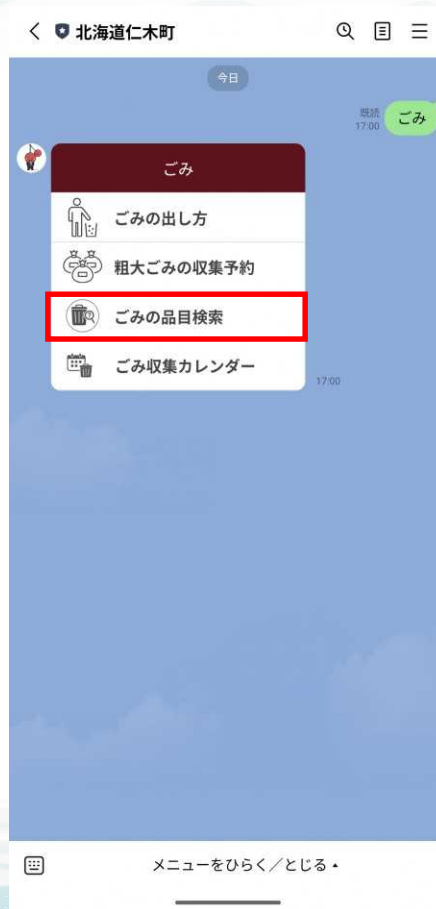 北海道仁木町
今日
既読
17:00
ごみ
ごみ
ごみの出し方
粗大ごみの収集予約
ごみの品目検索
ごみ収集カレンダー
17:00
メニューをひらく／とじる